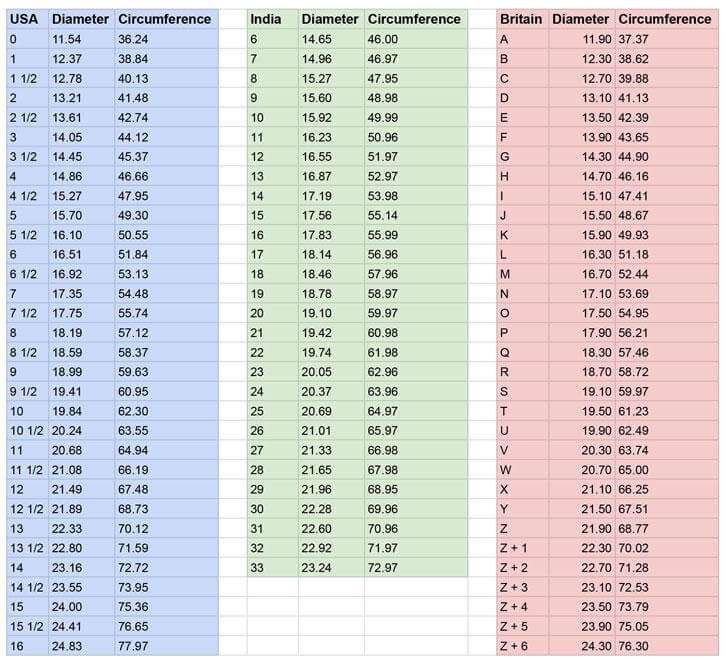 USA Diameter Circumference India Diameter Circumference Britain Diameter Circumference
0 11.54 36.24 6 14.65 46.00 A 11.90 37.37
1 12.37 38.84 7 14.96 46.97 B 12.30 38.62
1 1/2 12.78 40.13 8 15.27 47.95 C 12.70 39.88
2 13.21 41.48 9 15.60 48.98 D 13.10 41.13
2 1/2 13.61 42.74 10 15.92 49.99 E 13.50 42.39
3 14.05 44.12 11 16.23 50.96 F 13.90 43.65
3 1/2 14.45 45.37 12 16.55 51.97 G 14.30 44.90
4 14.86 46.66 13 16.87 52.97 H 14.70 46.16
4 1/2 15.27 47.95 14 17.19 53.98 I 15.10 47.41
5 15.70 49.30 15 17.56 55.14 J 15.50 48.67
5 1/2 16.10 50.55 16 17.83 55.99 K 15.90 49.93
6 16.51 51.84 17 18.14 56.96 L 16.30 51.18
6 1/2 16.92 53.13 18 18.46 57.96 M 16.70 52.44
7 17.35 54.48 19 18.78 58.97 N 17.10 53.69
7 1/2 17.75 55.74 20 19.10 59.97 O 17.50 54.95
8 18.19 57.12 21 19.42 60.98 P 17.90 56.21
8 1/2 18.59 58.37 22 19.74 61.98 Q 18.30 57.46
9 18.99 59.63 23 20.05 62.96 R 18.70 58.72
9 1/2 19.41 60.95 24 20.37 63.96 S 19.10 59.97
10 19.84 62.30 25 20.69 64.97 T 19.50 61.23
10 1/2 20.24 63.55 26 21.01 65.97 U 19.90 62.49
11 20.68 64.94 27 21.33 66.98 V 20.30 63.74
11 1/2 21.08 66.19 28 21.65 67.98 W 20.70 65.00
12 21.49 67.48 29 21.96 68.95 X 21.10 66.25
12 1/2 21.89 68.73 30 22.28 69.96 Y 21.50 67.51
13 22.33 70.12 31 22.60 70.96 Z 21.90 68.77
13 1/2 22.80 71.59 32 22.92 71.97 Z + 1 22.30 70.02
14 23.16 72.72 33 23.24 72.97 Z + 2 22.70 71.28
14 1/2 23.55 73.95 Z + 3 23.10 72.53
15 24.00 75.36 Z + 4 23.50 73.79
15 1/2 24.41 76.65 Z + 5 23.90 75.05
16 24.83 77.97 Z + 6 24.30 76.30